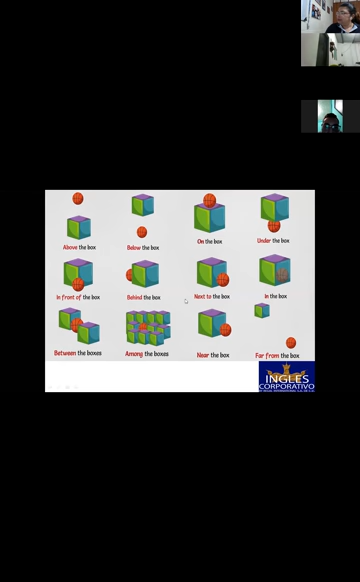 Above the box
Below the box
On the box
Under the box
In front of the box
Behind the box
Next to the box
In the box
Between the boxes
Among the boxes
Near the box
Far from the box
INGLES
CORPORATIVO